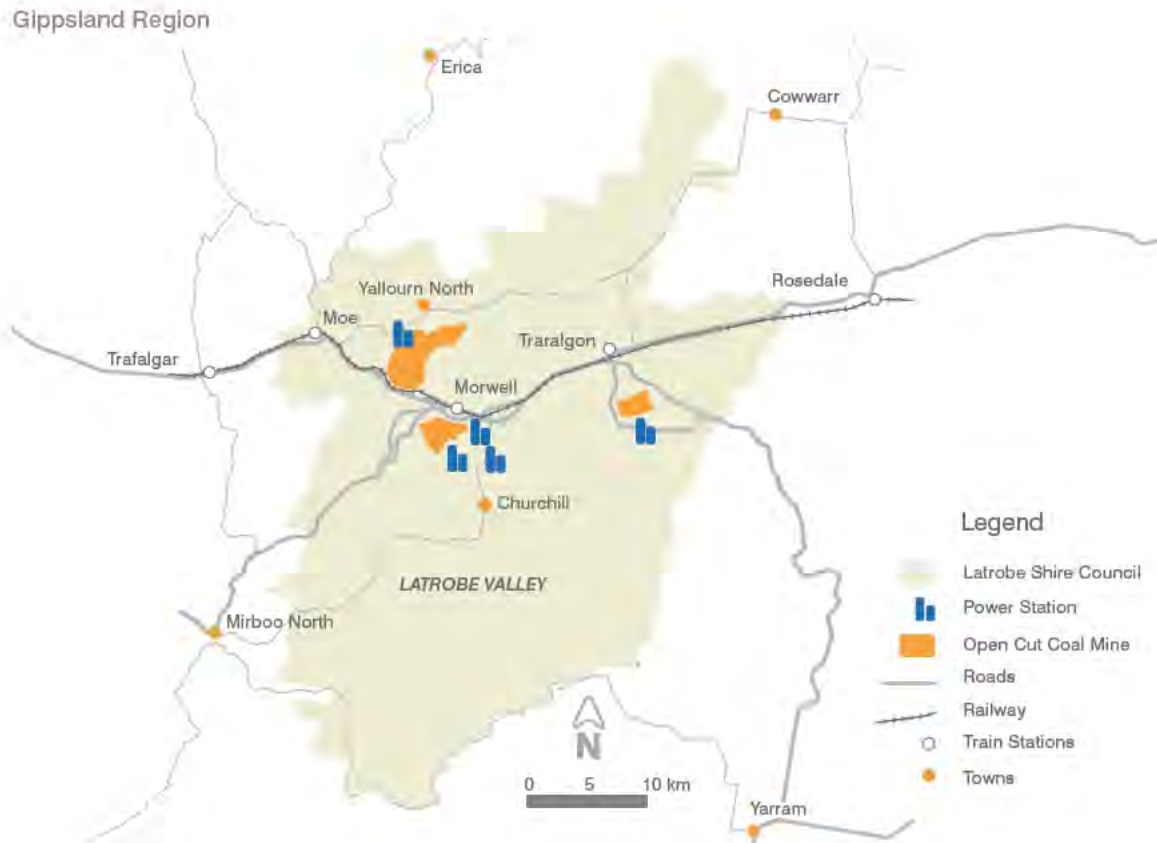 Gippsland Region
Erica
Cowwarr
Rosedale
Yallourn North
Moe
Traralgon
Trafalgar
Morwell
Churchill
LATROBE VALLEY
Mirboo North
N
0 5 10 km
Yarram
Legend
Latrobe Shire Council
Power Station
Open Cut Coal Mine
Roads
Railway
Train Stations
Towns